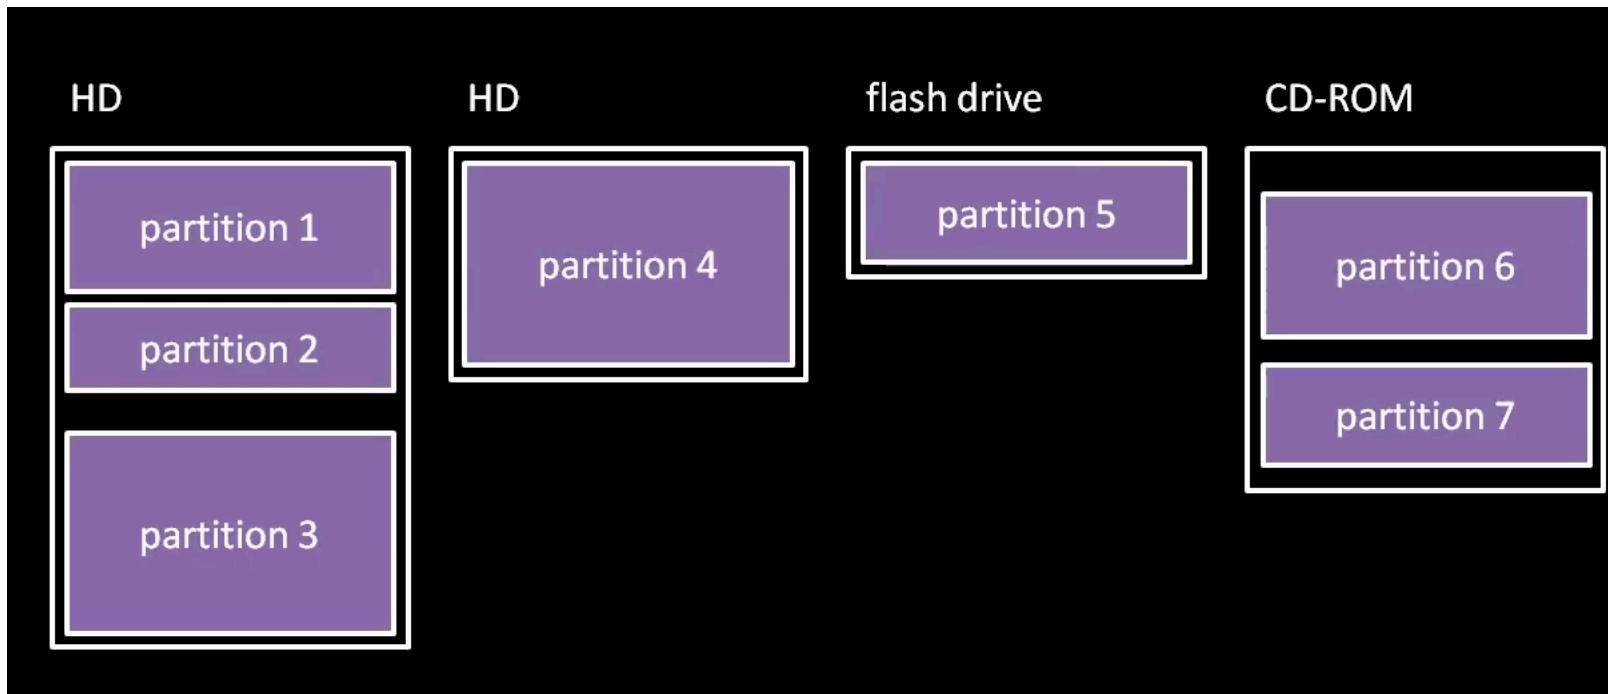 HD
partition 1
partition 2
partition 3
HD
partition 4
flash drive
partition 5
CD-ROM
partition 6
partition 7